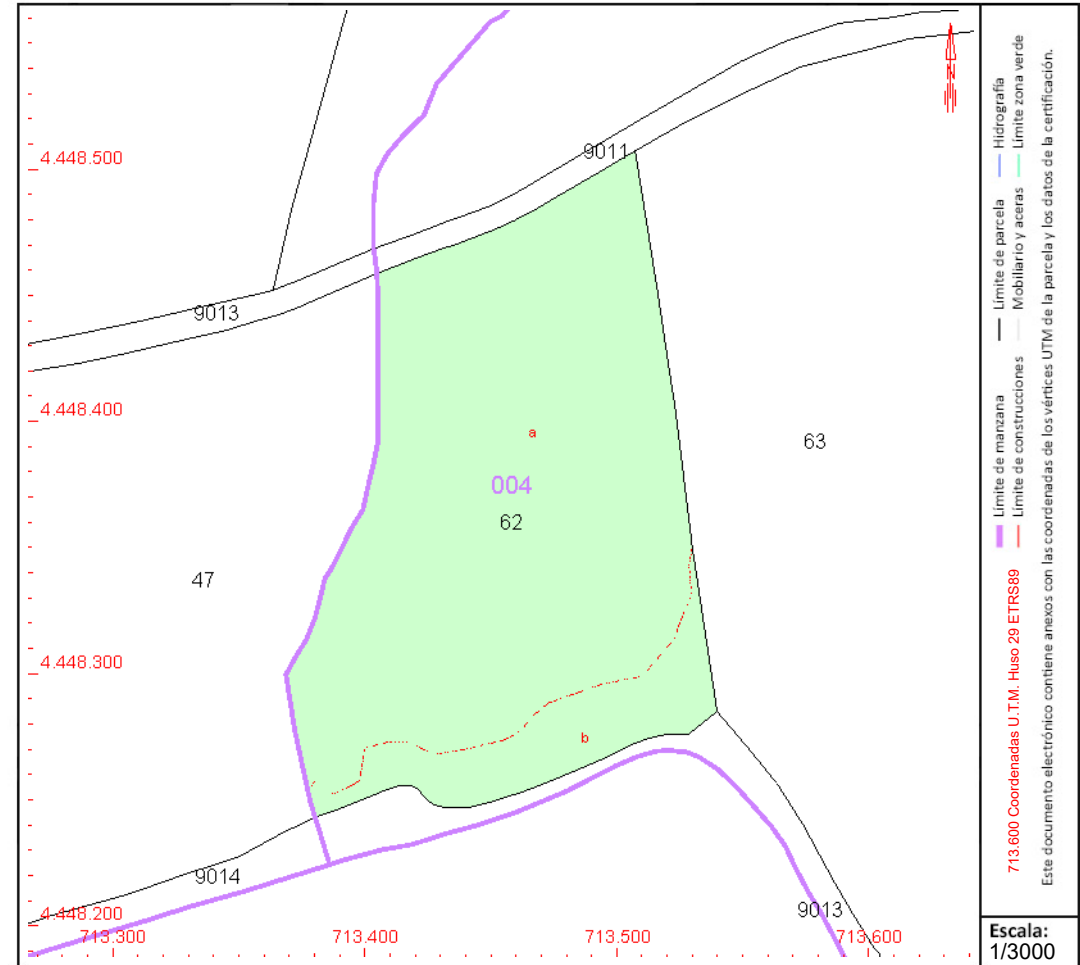 9011
4.448.500
9013
4.448.400
a
63
004
62
47
4.448.300
b
9014
4.448.200
9013
713.300
713.400
713.500
713.600
N
Límite de manzana
Límite de parcela
Hidrografía
Límite de construcciones
Mobiliario y aceras
Límite zona verde
713.600 Coordenadas U.T.M. Huso 29 ETRS89
Este documento electrónico contiene anexos con las coordenadas de los vértices UTM de la parcela y los datos de la certificación.
Escala:
1/3000